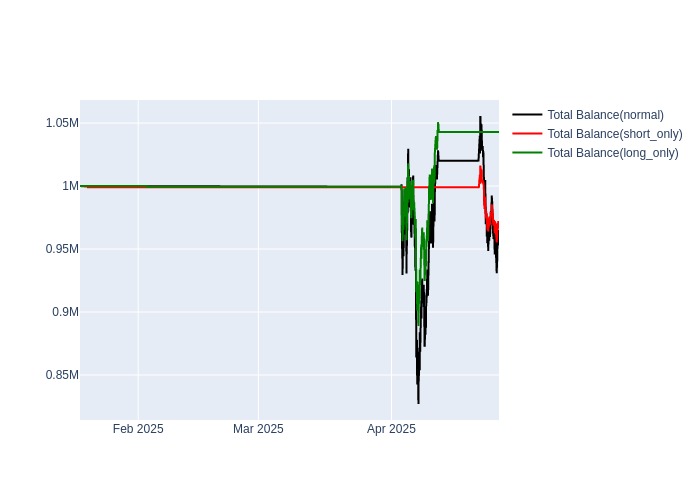 1.05M
1M
0.95M
0.9M
0.85M
Feb 2025
Mar 2025
Apr 2025
Total Balance(normal)
Total Balance(short_only)
Total Balance(long_only)